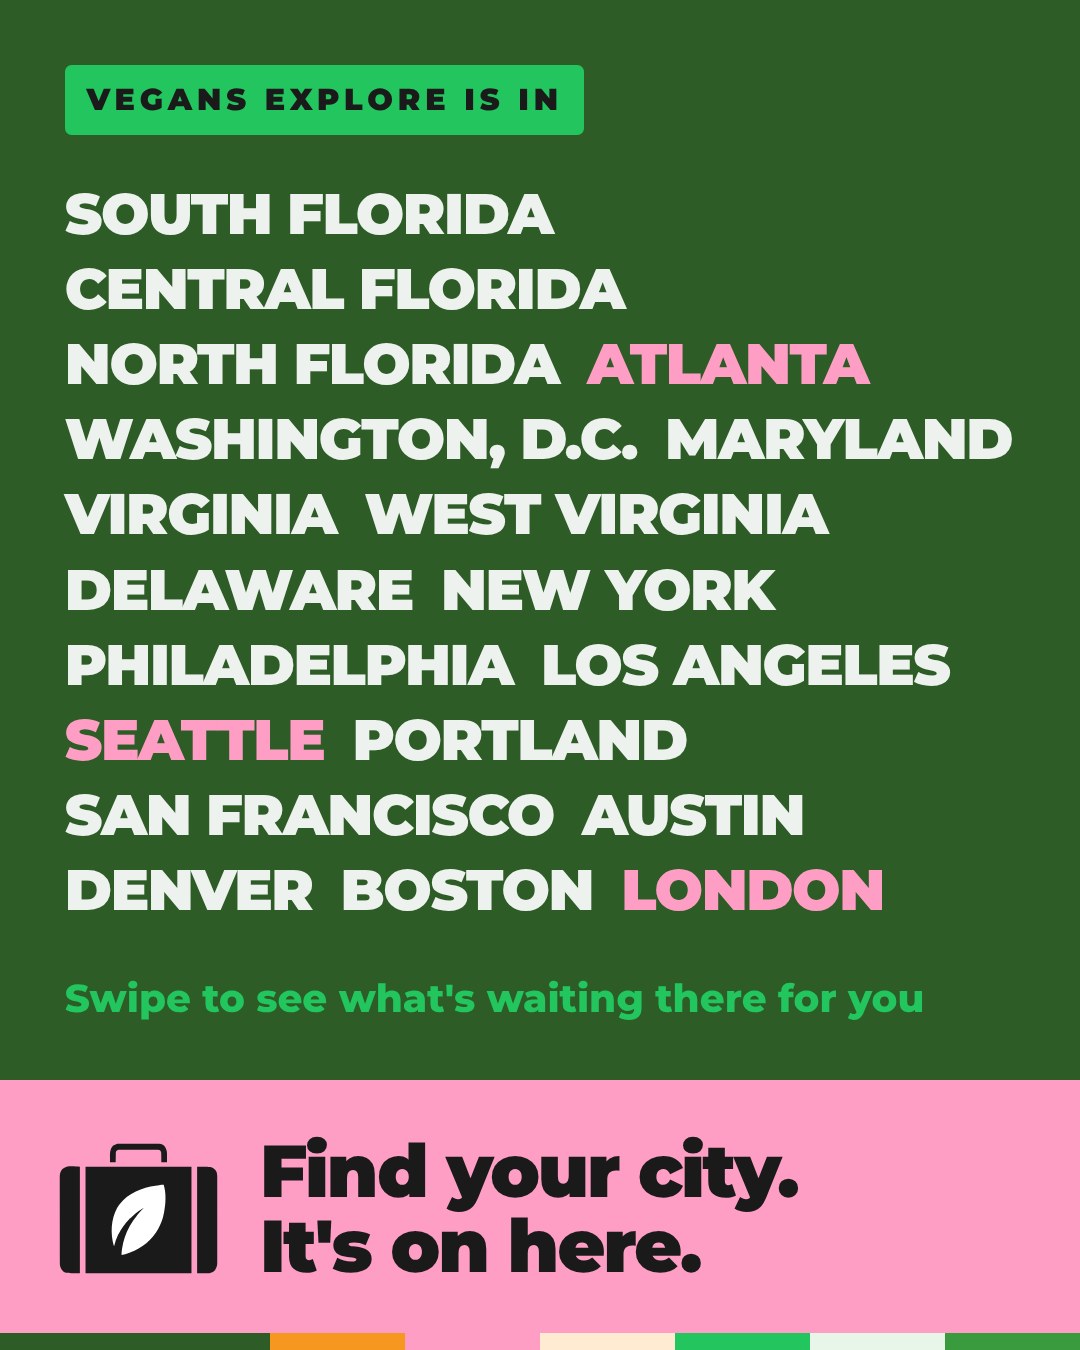 VEGANS EXPLORE IS IN
SOUTH FLORIDA
CENTRAL FLORIDA
NORTH FLORIDA ATLANTA
WASHINGTON, D.C. MARYLAND
VIRGINIA WEST VIRGINIA
DELAWARE NEW YORK
PHILADELPHIA LOS ANGELES
SEATTLE PORTLAND
SAN FRANCISCO AUSTIN
DENVER BOSTON LONDON
Swipe to see what's waiting there for you
Find your city.
It's on here.